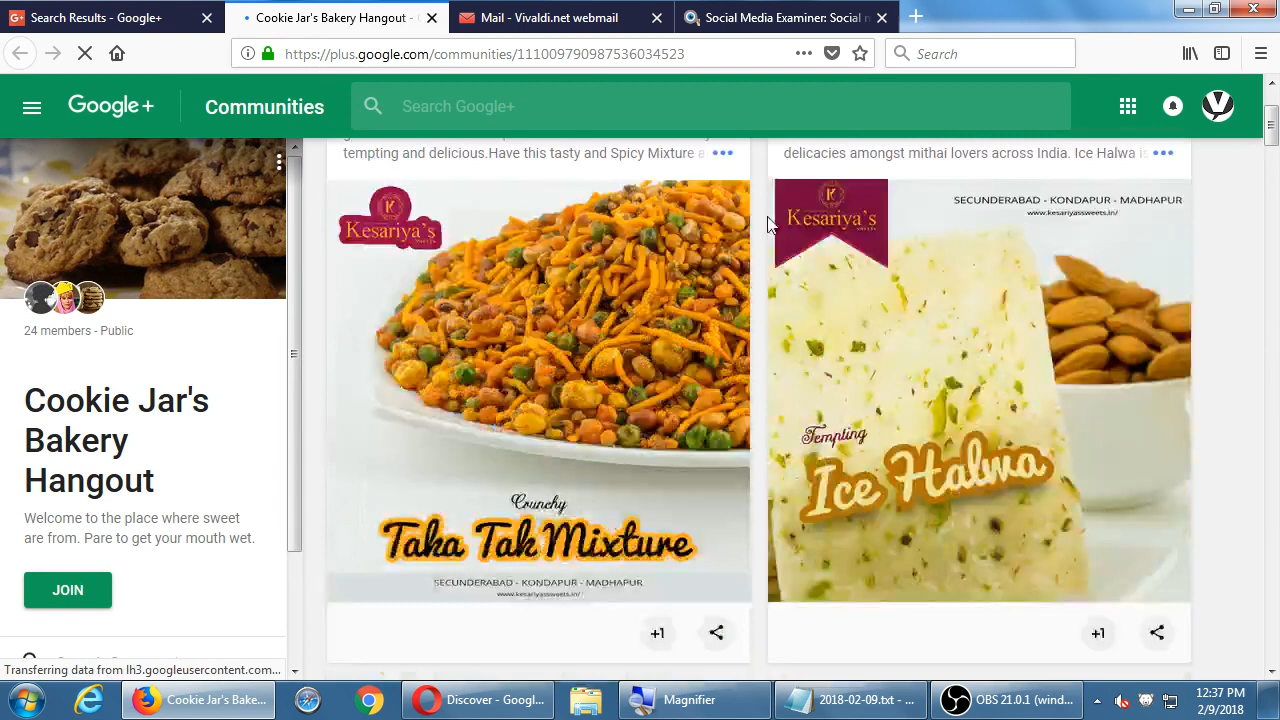 Search Results - Google+
Cookie Jar's Bakery Hangout -
Mail - Vivaldi.net webmail
Social Media Examiner: Social
https://plus.google.com/communities/111009790987536034523
Search
Google+
Communities
Search Google+
tempting and delicious.Have this tasty and Spicy Mixture
delicacies amongst mithai lovers across India. Ice Halwa
K
Kesariya's
SWEETS
Crunchy
Taka Tak Mixture
SECUNDERABAD - KONDAPUR - MADHAPUR
www.kesariyassweets.in/
+1
K
Kesariya's
SWEETS
SECUNDERABAD - KONDAPUR - MADHAPUR
www.kesariyassweets.in/
Tempting
Ice Halwa
+1
24 members - Public
Cookie Jar's
Bakery
Hangout
Welcome to the place where sweet
are from. Pare to get your mouth wet.
JOIN
Transferring data from lh3.googleusercontent.com...
Cookie Jar's Bake...
Discover - Googl...
Magnifier
2018-02-09.txt - ...
OBS 21.0.1 (wind...
12:37 PM
2/9/2018